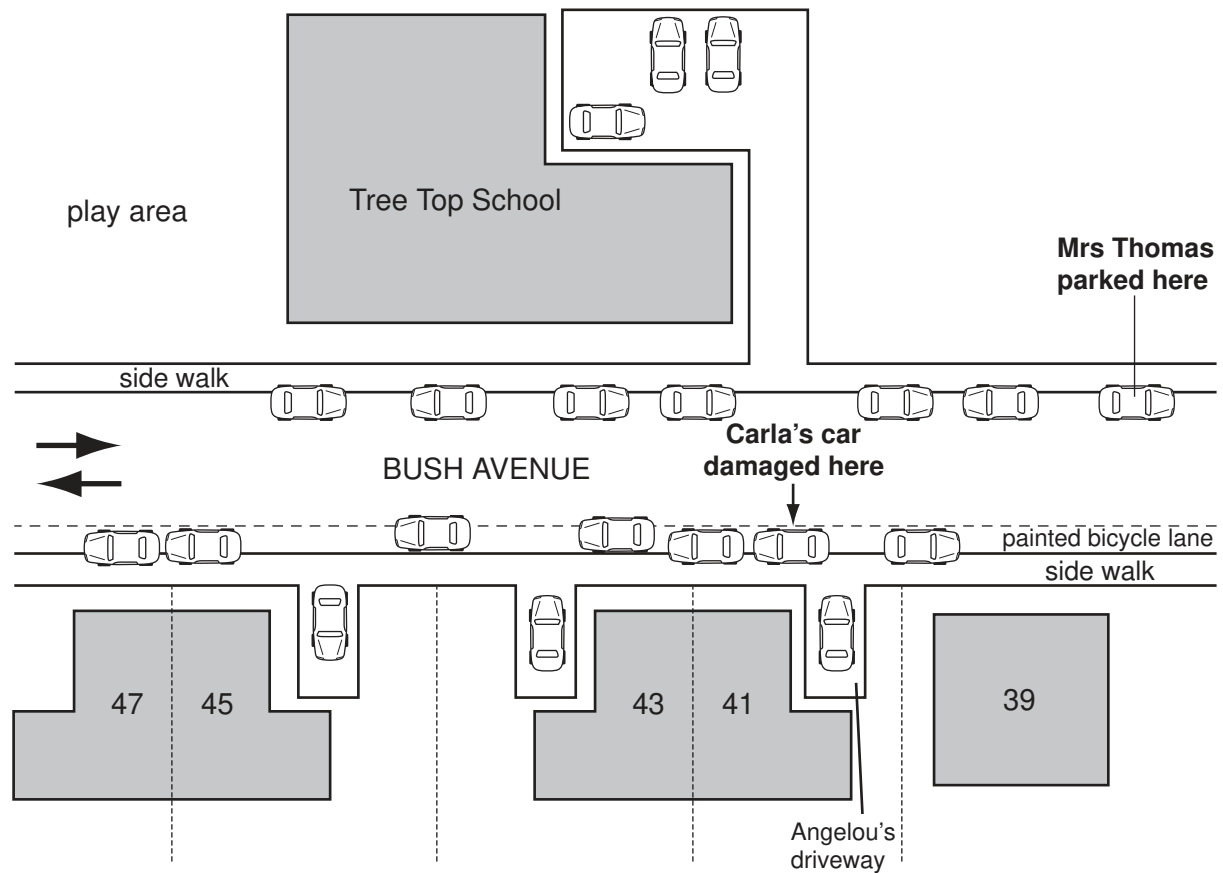 play area
Tree Top School
Mrs Thomas
parked here
side walk
Carla’s car
damaged here
BUSH AVENUE
painted bicycle lane
side walk
47
45
43
41
39
Angelou’s
driveway